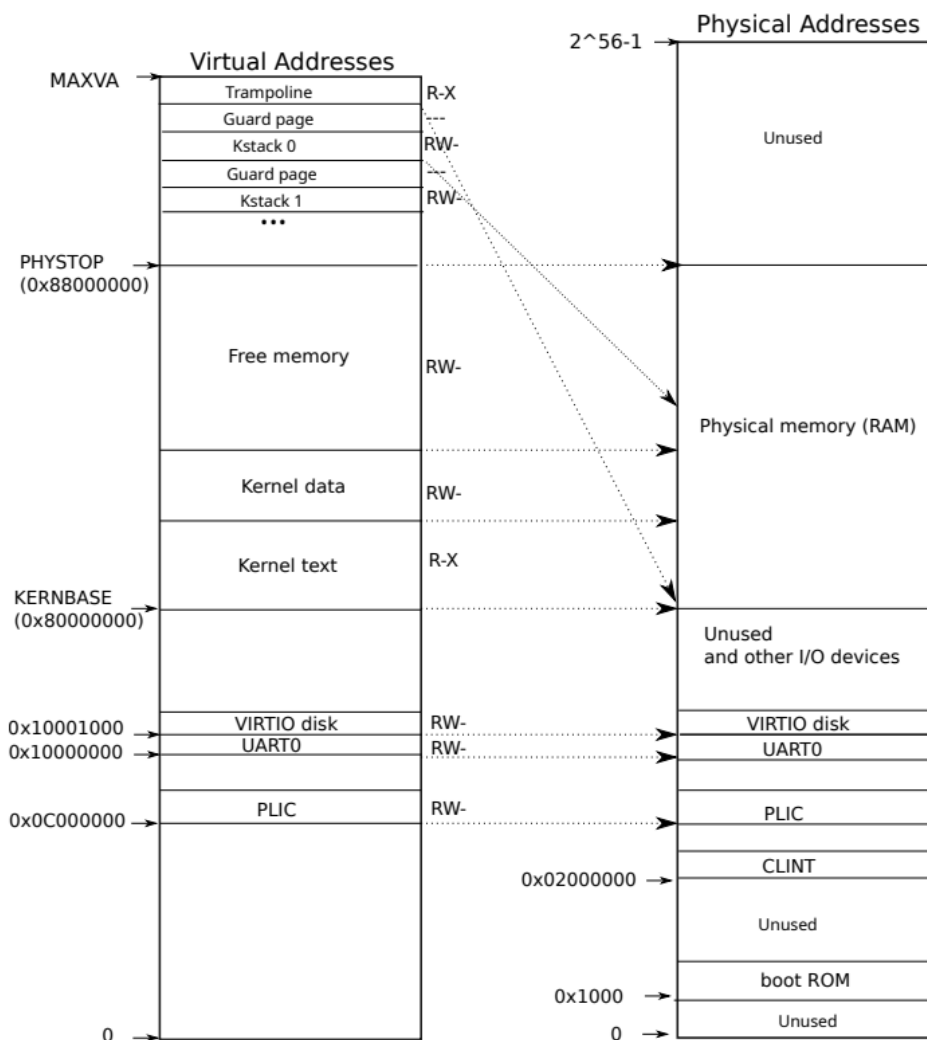 Physical Addresses
2^56-1
Virtual Addresses
MAXVA
Trampoline
R-X
Guard page
---
Unused
Kstack 0
RW-
Guard page
---
Kstack 1
RW-
...
PHYSTOP
(0x88000000)
Free memory
RW-
Physical memory (RAM)
Kernel data
RW-
Kernel text
R-X
KERNBASE
(0x80000000)
Unused
and other I/O devices
0x10001000
VIRTIO disk
RW-
VIRTIO disk
0x10000000
UART0
RW-
UART0
0x0C000000
PLIC
RW-
PLIC
CLINT
0x02000000
Unused
boot ROM
0x1000
Unused
0
0